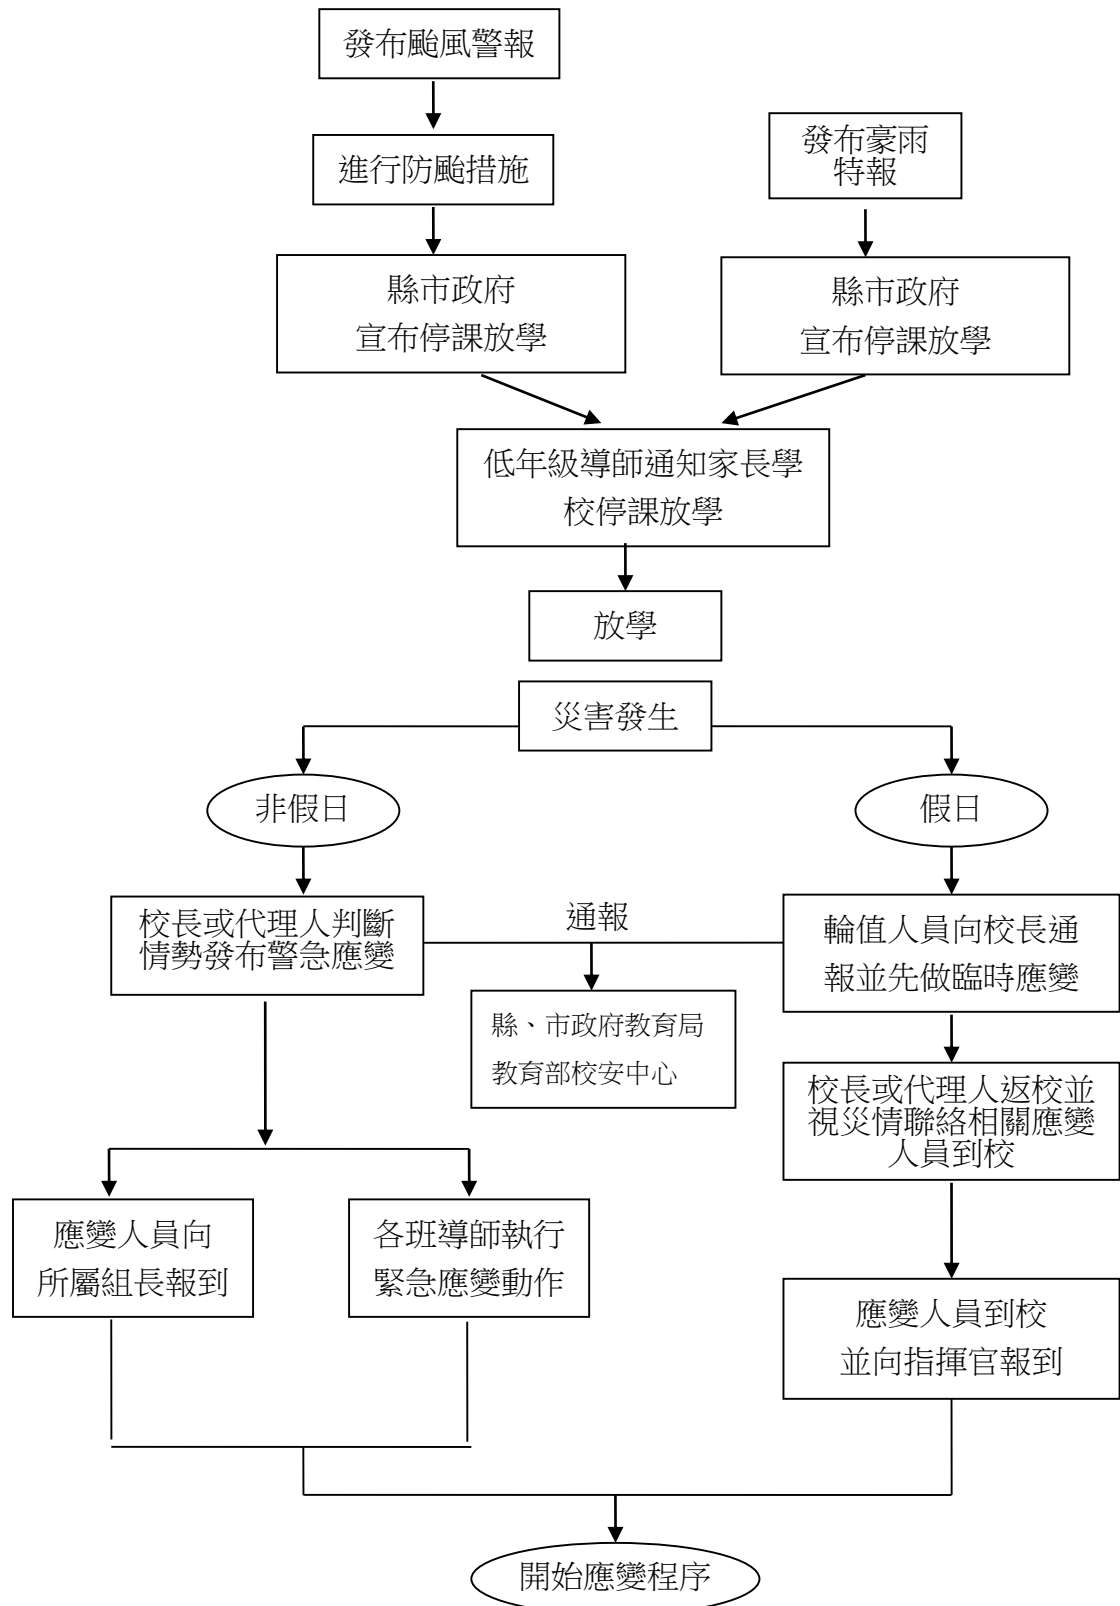 發布颱風警報
進行防颱措施
發布豪雨
特報
縣市政府
宣布停課放學
縣市政府
宣布停課放學
低年級導師通知家長學
校停課放學
放學
災害發生
非假日
假日
校長或代理人判斷
情勢發布警急應變
通報
輪值人員向校長通
報並先做臨時應變
縣、市政府教育局
教育部校安中心
校長或代理人返校並
視災情聯絡相關應變
人員到校
應變人員向
所屬組長報到
各班導師執行
緊急應變動作
應變人員到校
並向指揮官報到
開始應變程序